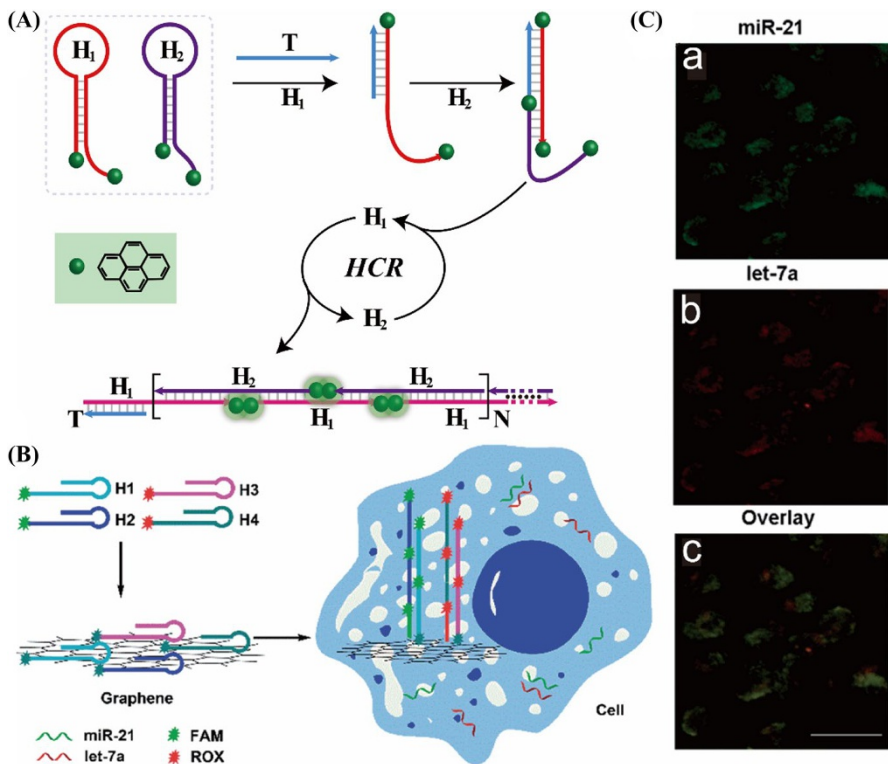 (A)
H1
H2
T
H1
H2
H1
HCR
H2
H1
H2
H2
T
H1
H1
N
(B)
H1
H3
H2
H4
Graphene
Cell
miR-21
FAM
let-7a
ROX
(C)
miR-21
a
let-7a
b
Overlay
c